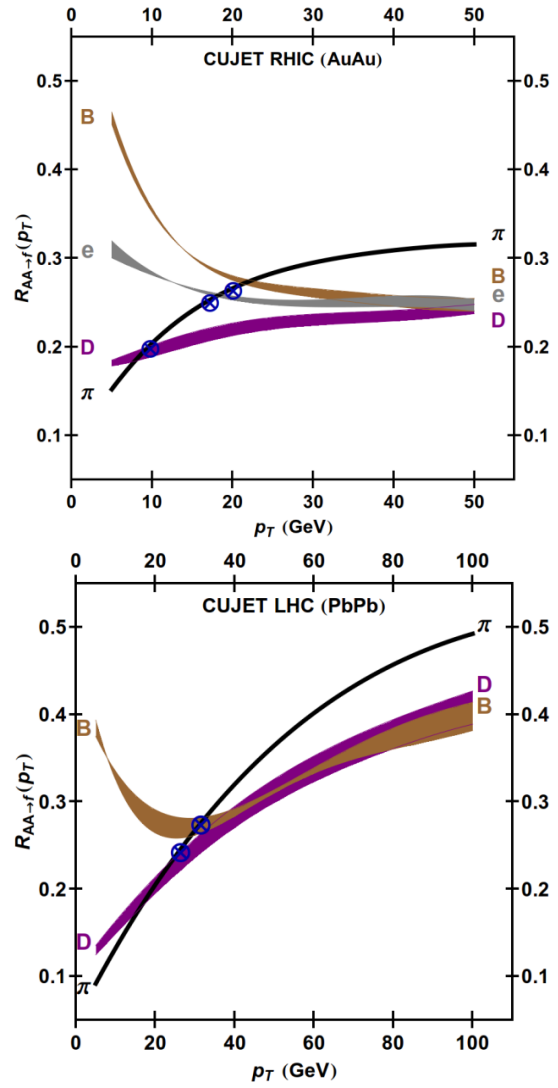 0 10 20 30 40 50
CUJET RHIC (AuAu)
0.5 0.5
B
0.4 0.4
R_AA→f(p_T)
e
0.3 π 0.3
B
e
D 0.2 D 0.2
π
0.1 0.1
0 10 20 30 40 50
p_T (GeV)
0 20 40 60 80 100
CUJET LHC (PbPb)
0.5 π 0.5
D
B B
0.4 0.4
R_AA→f(p_T)
0.3 0.3
0.2 0.2
D
π
0.1 0.1
0 20 40 60 80 100
p_T (GeV)